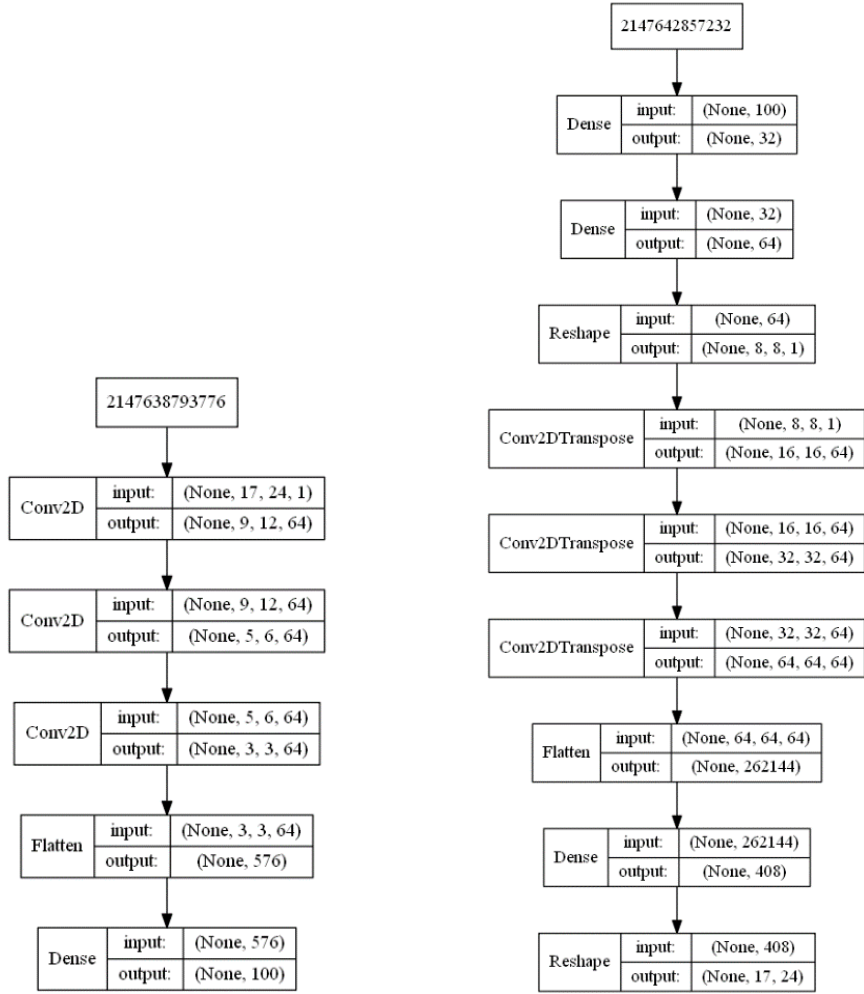 2147638793776
Conv2D
input: (None, 17, 24, 1)
output: (None, 9, 12, 64)
Conv2D
input: (None, 9, 12, 64)
output: (None, 5, 6, 64)
Conv2D
input: (None, 5, 6, 64)
output: (None, 3, 3, 64)
Flatten
input: (None, 3, 3, 64)
output: (None, 576)
Dense
input: (None, 576)
output: (None, 100)
2147642857232
Dense
input: (None, 100)
output: (None, 32)
Dense
input: (None, 32)
output: (None, 64)
Reshape
input: (None, 64)
output: (None, 8, 8, 1)
Conv2DTranspose
input: (None, 8, 8, 1)
output: (None, 16, 16, 64)
Conv2DTranspose
input: (None, 16, 16, 64)
output: (None, 32, 32, 64)
Conv2DTranspose
input: (None, 32, 32, 64)
output: (None, 64, 64, 64)
Flatten
input: (None, 64, 64, 64)
output: (None, 262144)
Dense
input: (None, 262144)
output: (None, 408)
Reshape
input: (None, 408)
output: (None, 17, 24)